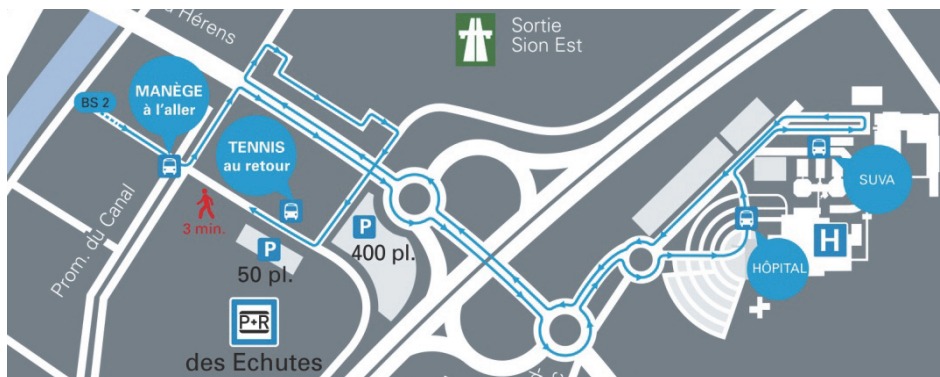 d'Hérens
Sortie
Sion Est
MANÈGE
à l'aller
BS 2
TENNIS
au retour
SUVA
Prom. du Canal
3 min.
P
50 pl.
P
400 pl.
H
HÔPITAL
P+R
des Echutes